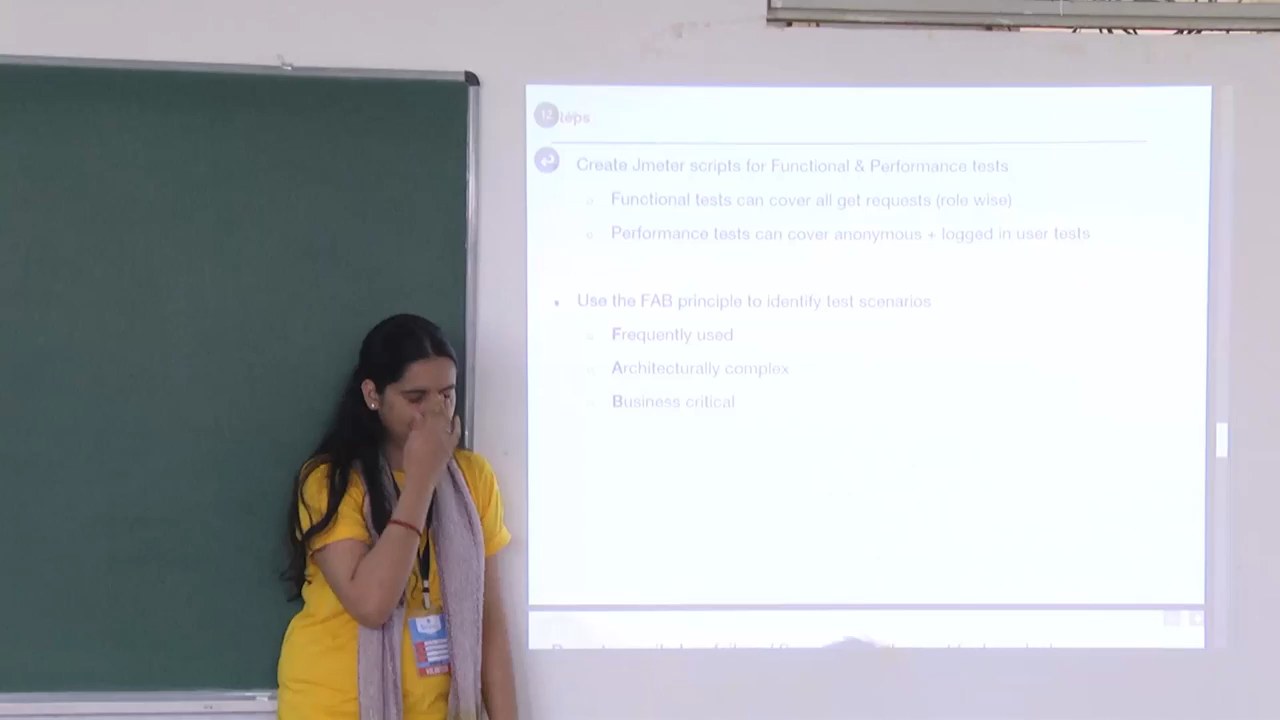 12
teps
Create Jmeter scripts for Functional & Performance tests
Functional tests can cover all get requests (role wise)
Performance tests can cover anonymous + logged in user tests
Use the FAB principle to identify test scenarios
Frequently used
Architecturally complex
Business critical